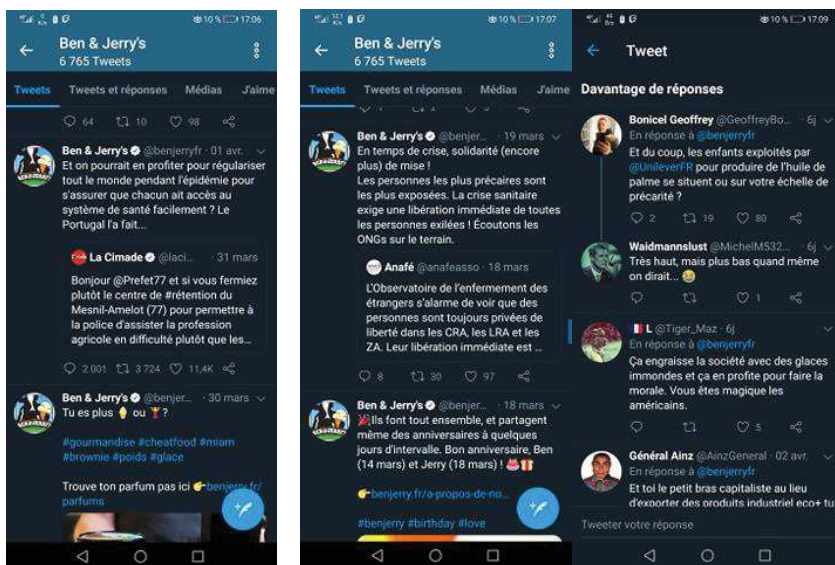 10 % 17:06
Ben & Jerry's
6 765 Tweets
Tweets Tweets et réponses Médias J'aime
64 10 98
Ben & Jerry's @benjerryfr · 01 avr.
Et on pourrait en profiter pour régulariser
tout le monde pendant l'épidémie pour
s'assurer que chacun ait accès au
système de santé facilement ? Le
Portugal l'a fait...
La Cimade @laci... · 31 mars
Bonjour @Prefet77 et si vous fermiez
plutôt le centre de #rétention du
Mesnil-Amelot (77) pour permettre à
la police d'assister la profession
agricole en difficulté plutôt que les...
2 001 3 724 11,4K
Ben & Jerry's @benjer... · 30 mars
Tu es plus 🍦 ou 🍨 ?
#gourmandise #cheatfood #miam
#brownie #poids #glace
Trouve ton parfum pas ici 👉 benjerry.fr/
parfums
10 % 17:07
Ben & Jerry's
6 765 Tweets
Tweets Tweets et réponses Médias J'aime
Ben & Jerry's @benjer... · 19 mars
En temps de crise, solidarité (encore
plus) de mise !
Les personnes les plus précaires sont
les plus exposées. La crise sanitaire
exige une libération immédiate de toutes
les personnes exilées ! Écoutons les
ONGs sur le terrain.
Anafé @anafeasso · 18 mars
L'Observatoire de l'enfermement des
étrangers s'alarme de voir que des
personnes sont toujours privées de
liberté dans les CRA, les LRA et les
ZA. Leur libération immédiate est ...
8 30 97
Ben & Jerry's @benjer... · 18 mars
🎉Ils font tout ensemble, et partagent
même des anniversaires à quelques
jours d'intervalle. Bon anniversaire, Ben
(14 mars) et Jerry (18 mars) ! 🎂🎁
👉benjerry.fr/a-propos-de-no...
#benjerry #birthday #love
10 % 17:09
Tweet
Davantage de réponses
Bonicel Geoffrey @GeoffreyBo... · 6j
En réponse à @benjerryfr
Et du coup, les enfants exploités par
@UnileverFR pour produire de l'huile de
palme se situent ou sur votre échelle de
précarité ?
2 19 80
Waidmannslust @MichelM532... · 6j
Très haut, mais plus bas quand même
on dirait... 😂
1
🇫🇷 L @Tiger_Maz · 6j
En réponse à @benjerryfr
Ça engraisse la société avec des glaces
immondes et ça en profite pour faire la
morale. Vous êtes magique les
américains.
5
Général Ainz @AinzGeneral · 02 avr.
En réponse à @benjerryfr
Et toi le petit bras capitaliste au lieu
d'exporter des produits industriel eco+ tu
Tweeter votre réponse